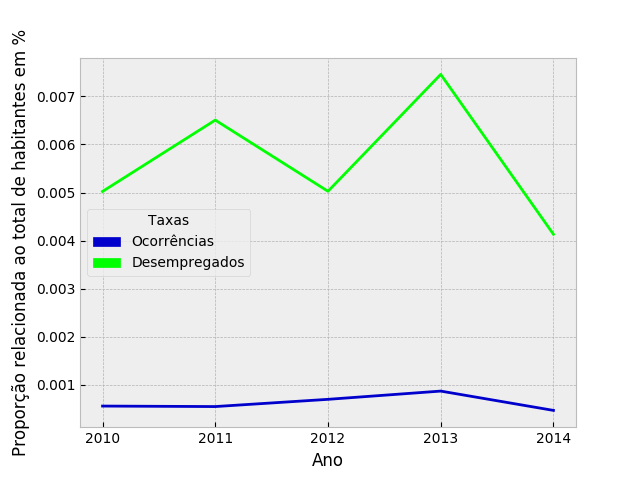 Proporção relacionada ao total de habitantes em %
0.007
0.006
0.005
0.004
0.003
0.002
0.001
Taxas
Ocorrências
Desempregados
2010 2011 2012 2013 2014
Ano